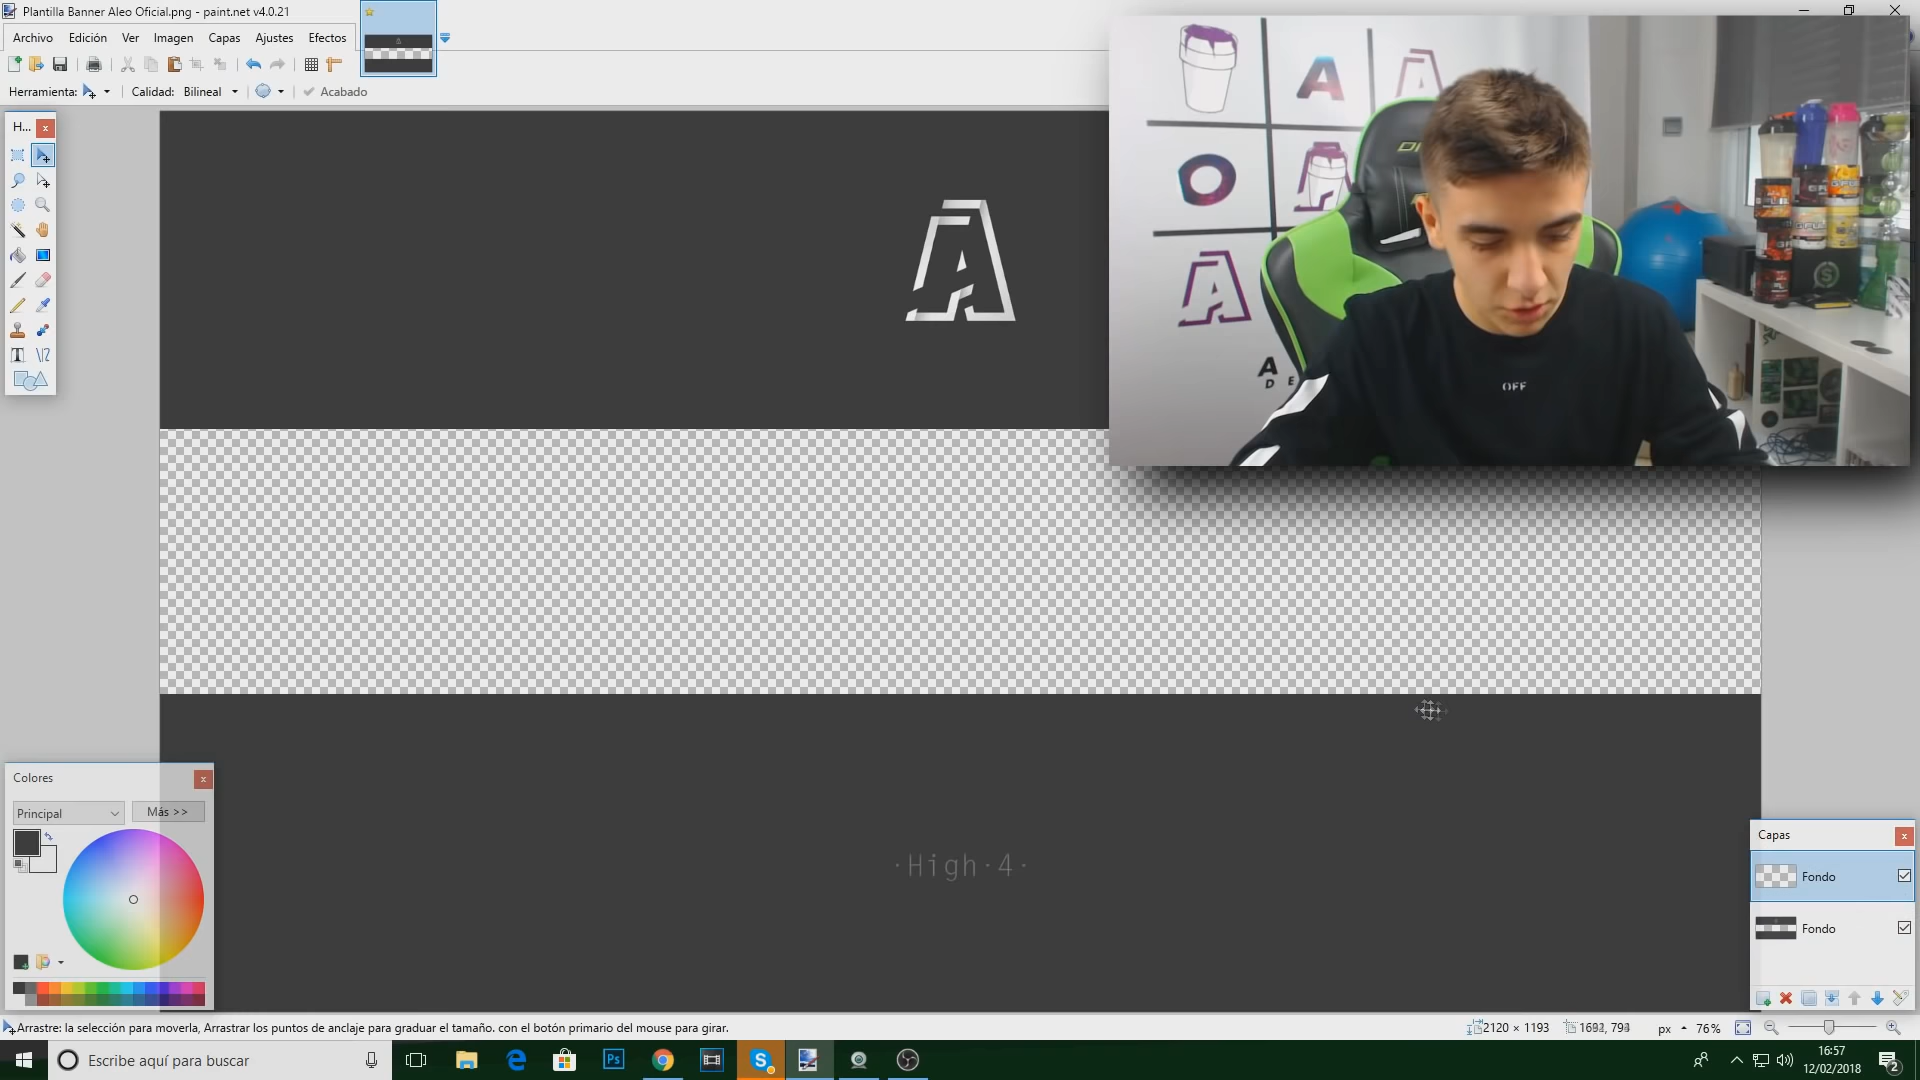 Plantilla Banner Aleo Oficial.png - paint.net v4.0.21
Archivo Edición Ver Imagen Capas Ajustes Efectos
Herramienta: Calidad: Bilineal Acabado
H...
A
D E
OFF
·High·4·
Colores
Principal Más >>
Capas
Fondo
Fondo
Arrastre: la selección para moverla, Arrastrar los puntos de anclaje para graduar el tamaño. con el botón primario del mouse para girar.
2120 × 1193
px 76%
Escribe aquí para buscar
Ps
S
16:57
12/02/2018
2